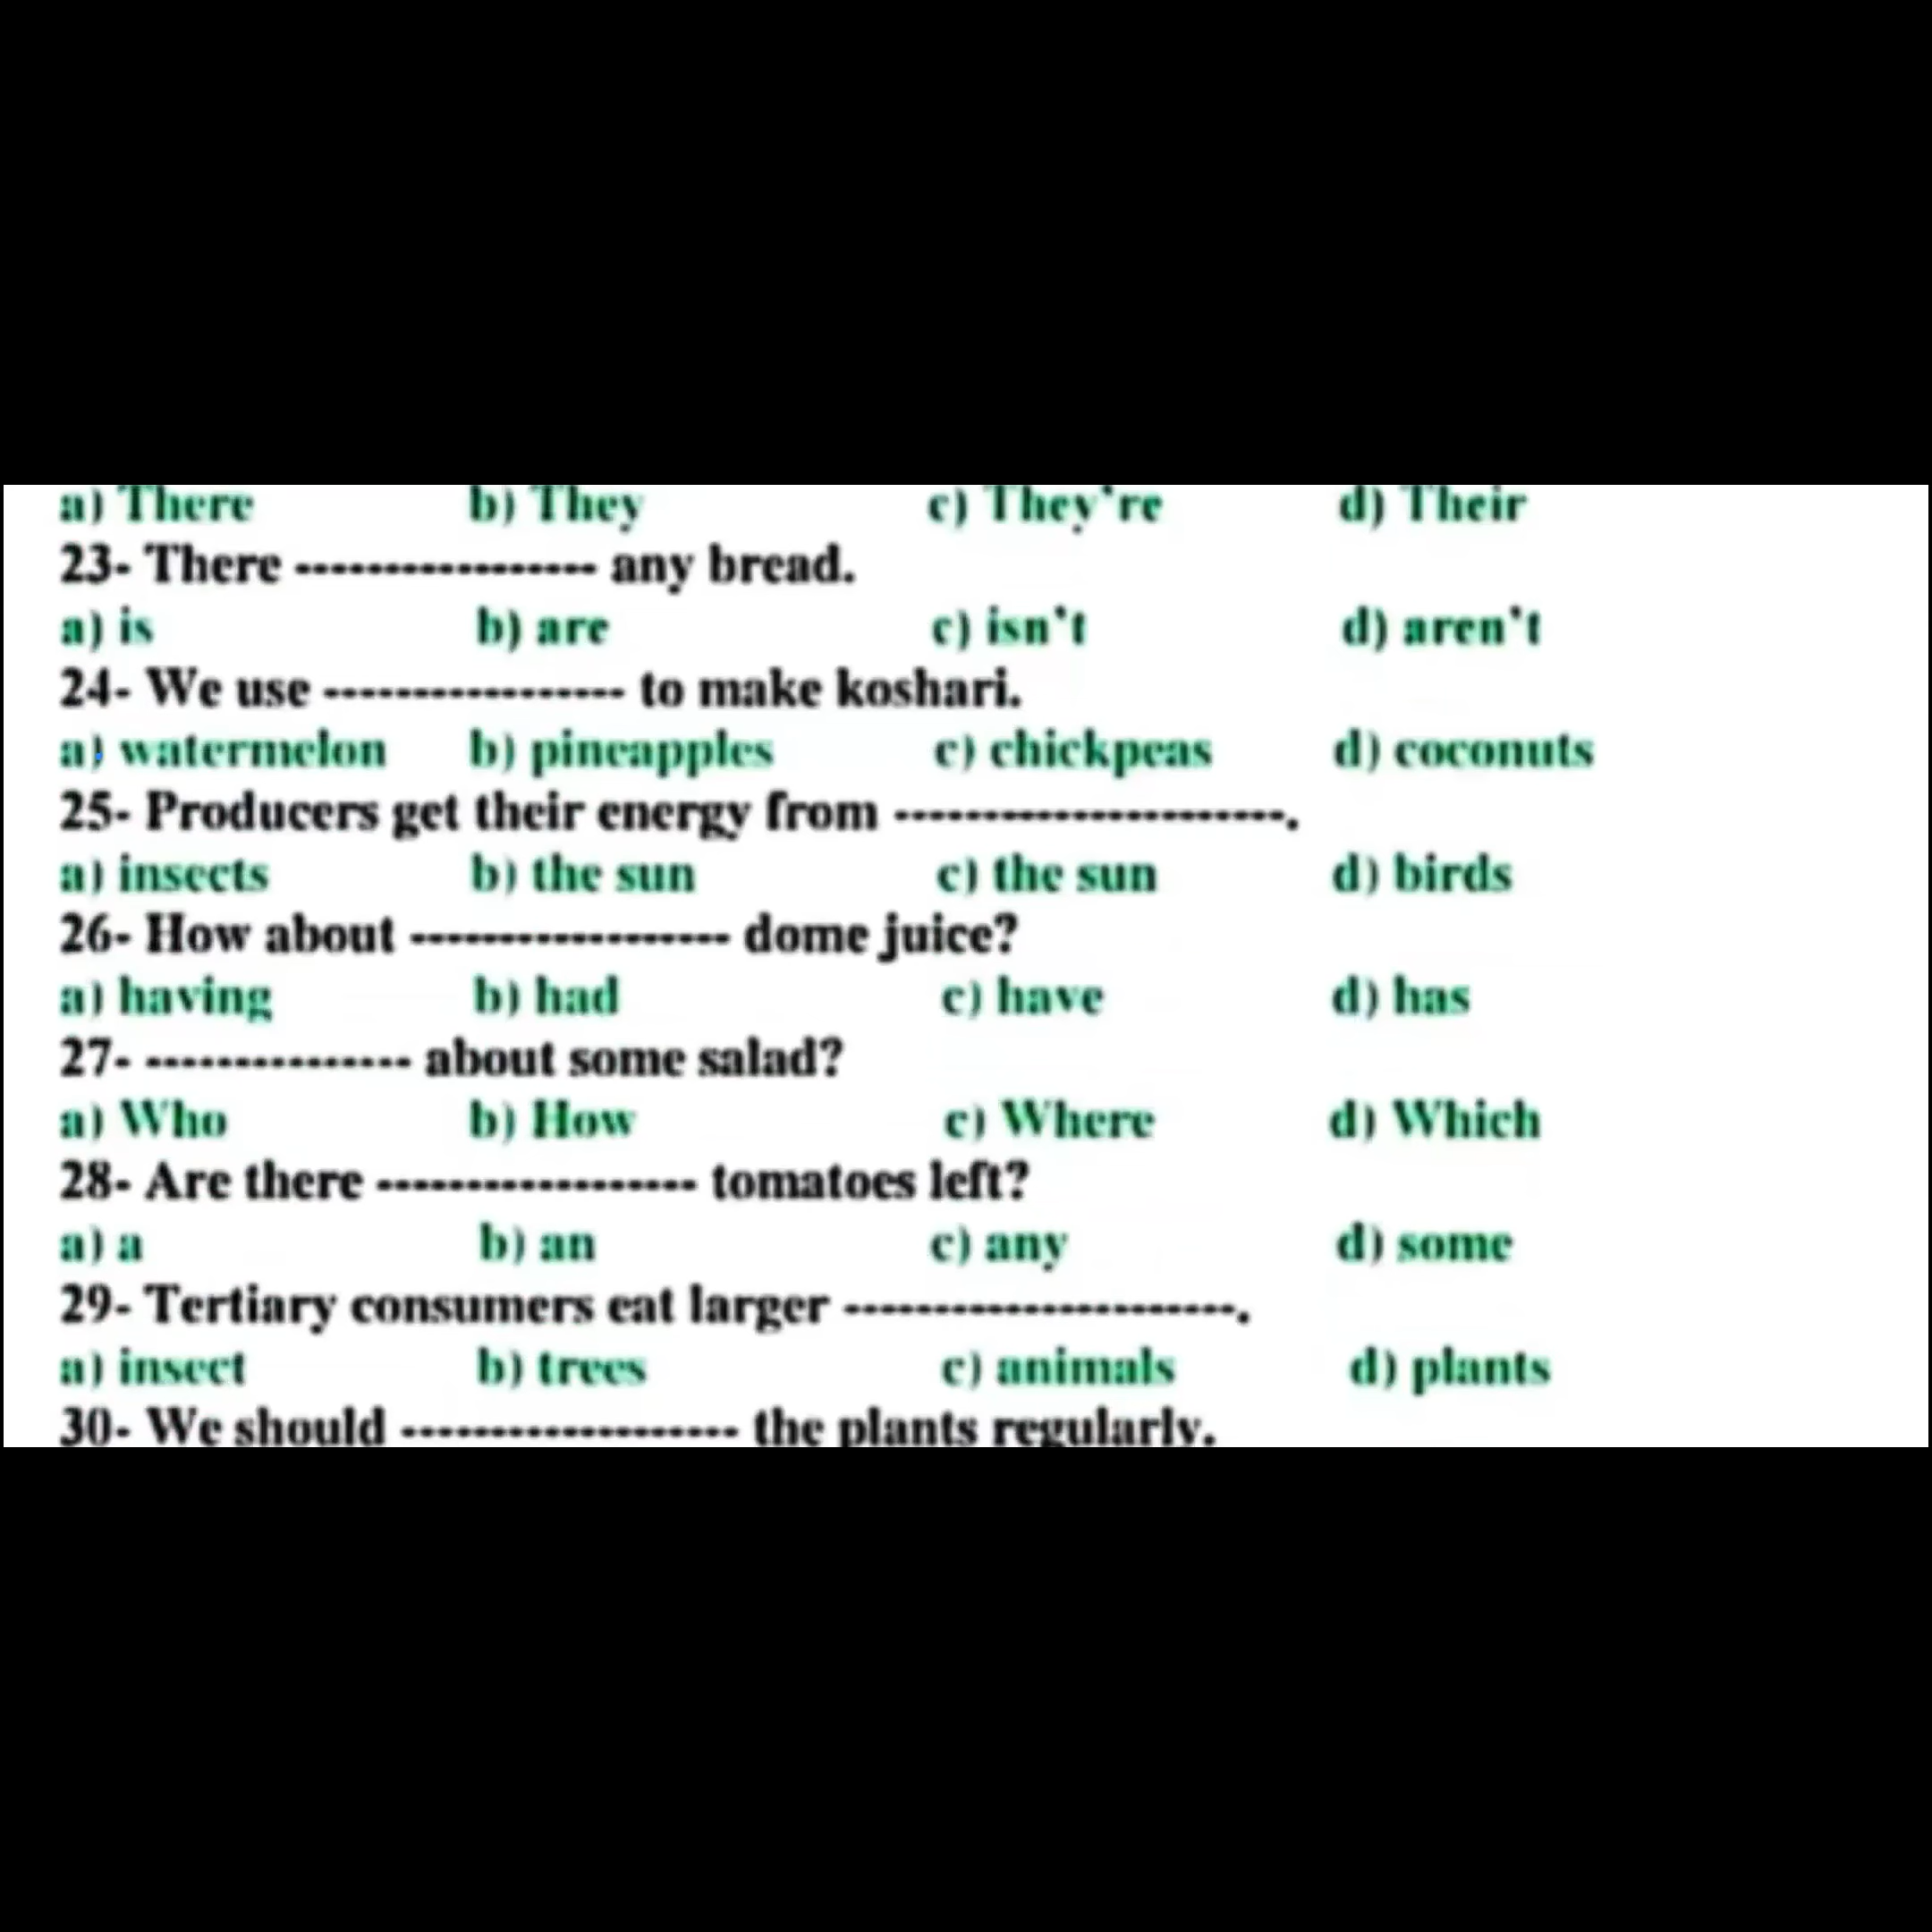 a) There b) They c) They're d) Their
23- There ----------------- any bread.
a) is b) are c) isn't d) aren't
24- We use ----------------- to make koshari.
a) watermelon b) pineapples c) chickpeas d) coconuts
25- Producers get their energy from ----------------------.
a) insects b) the sun c) the sun d) birds
26- How about ------------------ dome juice?
a) having b) had c) have d) has
27- --------------- about some salad?
a) Who b) How c) Where d) Which
28- Are there ------------------ tomatoes left?
a) a b) an c) any d) some
29- Tertiary consumers eat larger ----------------------.
a) insect b) trees c) animals d) plants
30- We should ------------------- the plants regularly.